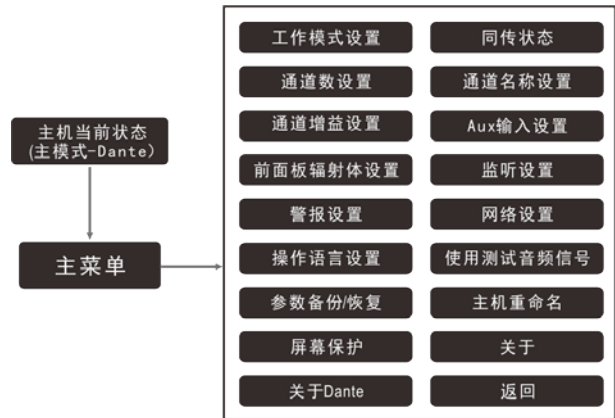 主机当前状态
(主模式-Dante)
主菜单
工作模式设置
同传状态
通道数设置
通道名称设置
通道增益设置
Aux输入设置
前面板辐射体设置
监听设置
警报设置
网络设置
操作语言设置
使用测试音频信号
参数备份/恢复
主机重命名
屏幕保护
关于
关于Dante
返回